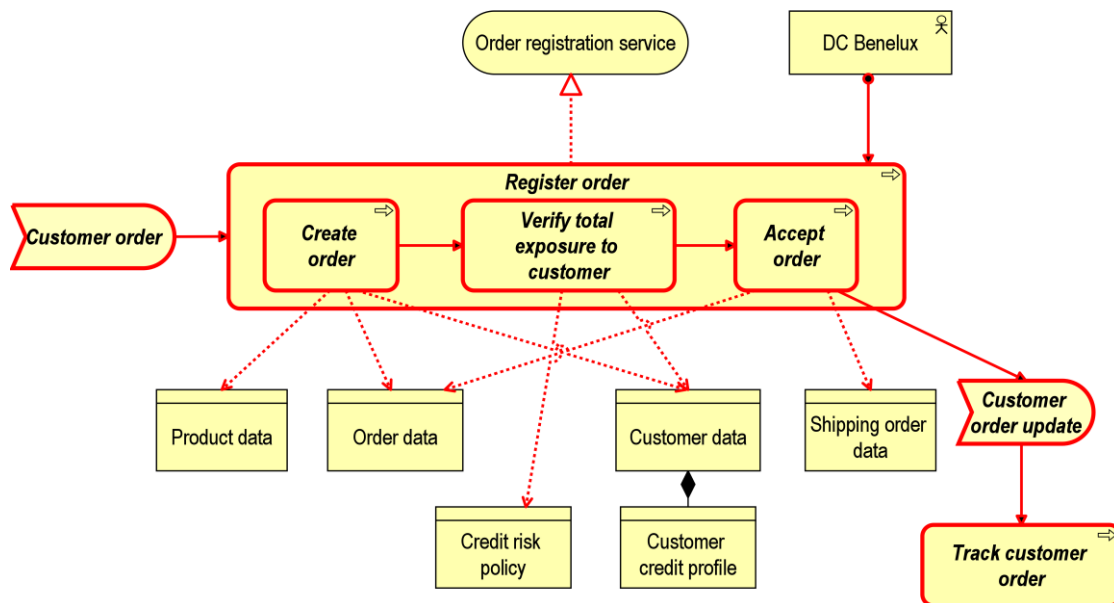 Order registration service
DC Benelux
Register order
Customer order
Create
order
Verify total
exposure to
customer
Accept
order
Product data
Order data
Customer data
Shipping order
data
Customer
order update
Credit risk
policy
Customer
credit profile
Track customer
order